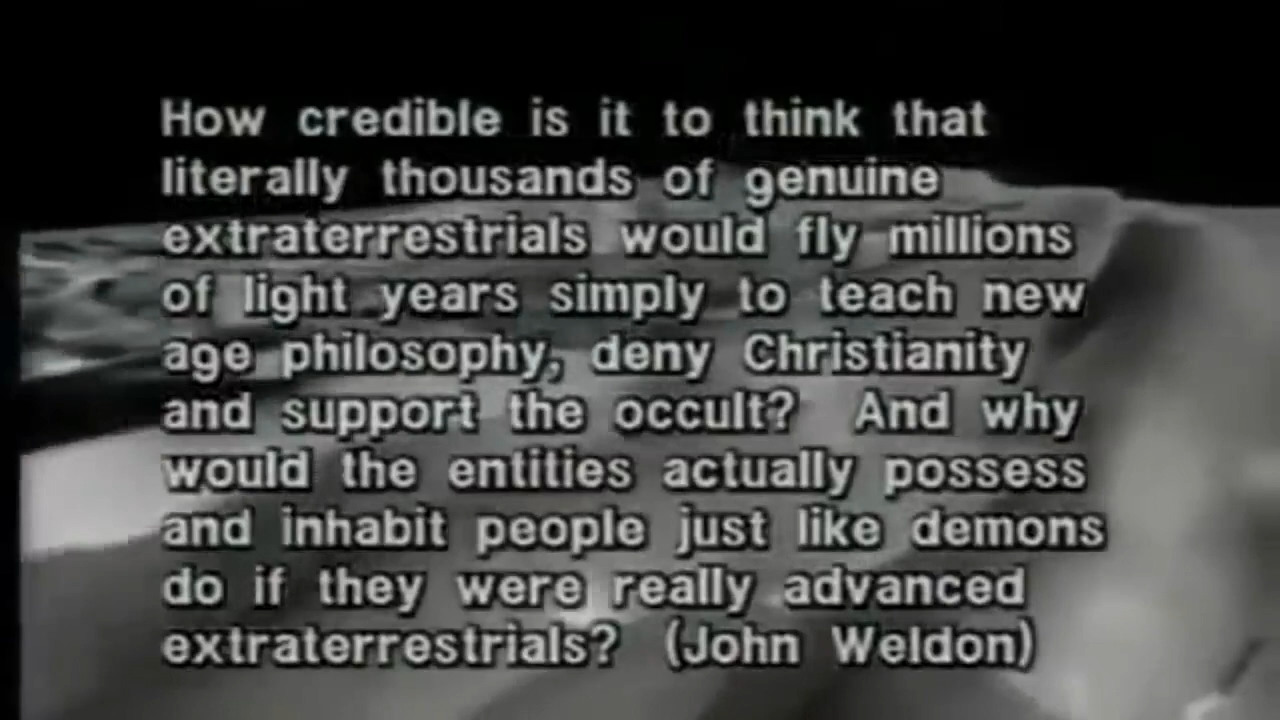 How credible is it to think that
literally thousands of genuine
extraterrestrials would fly millions
of light years simply to teach new
age philosophy, deny Christianity
and support the occult? And why
would the entities actually possess
and inhabit people just like demons
do if they were really advanced
extraterrestrials? (John Weldon)